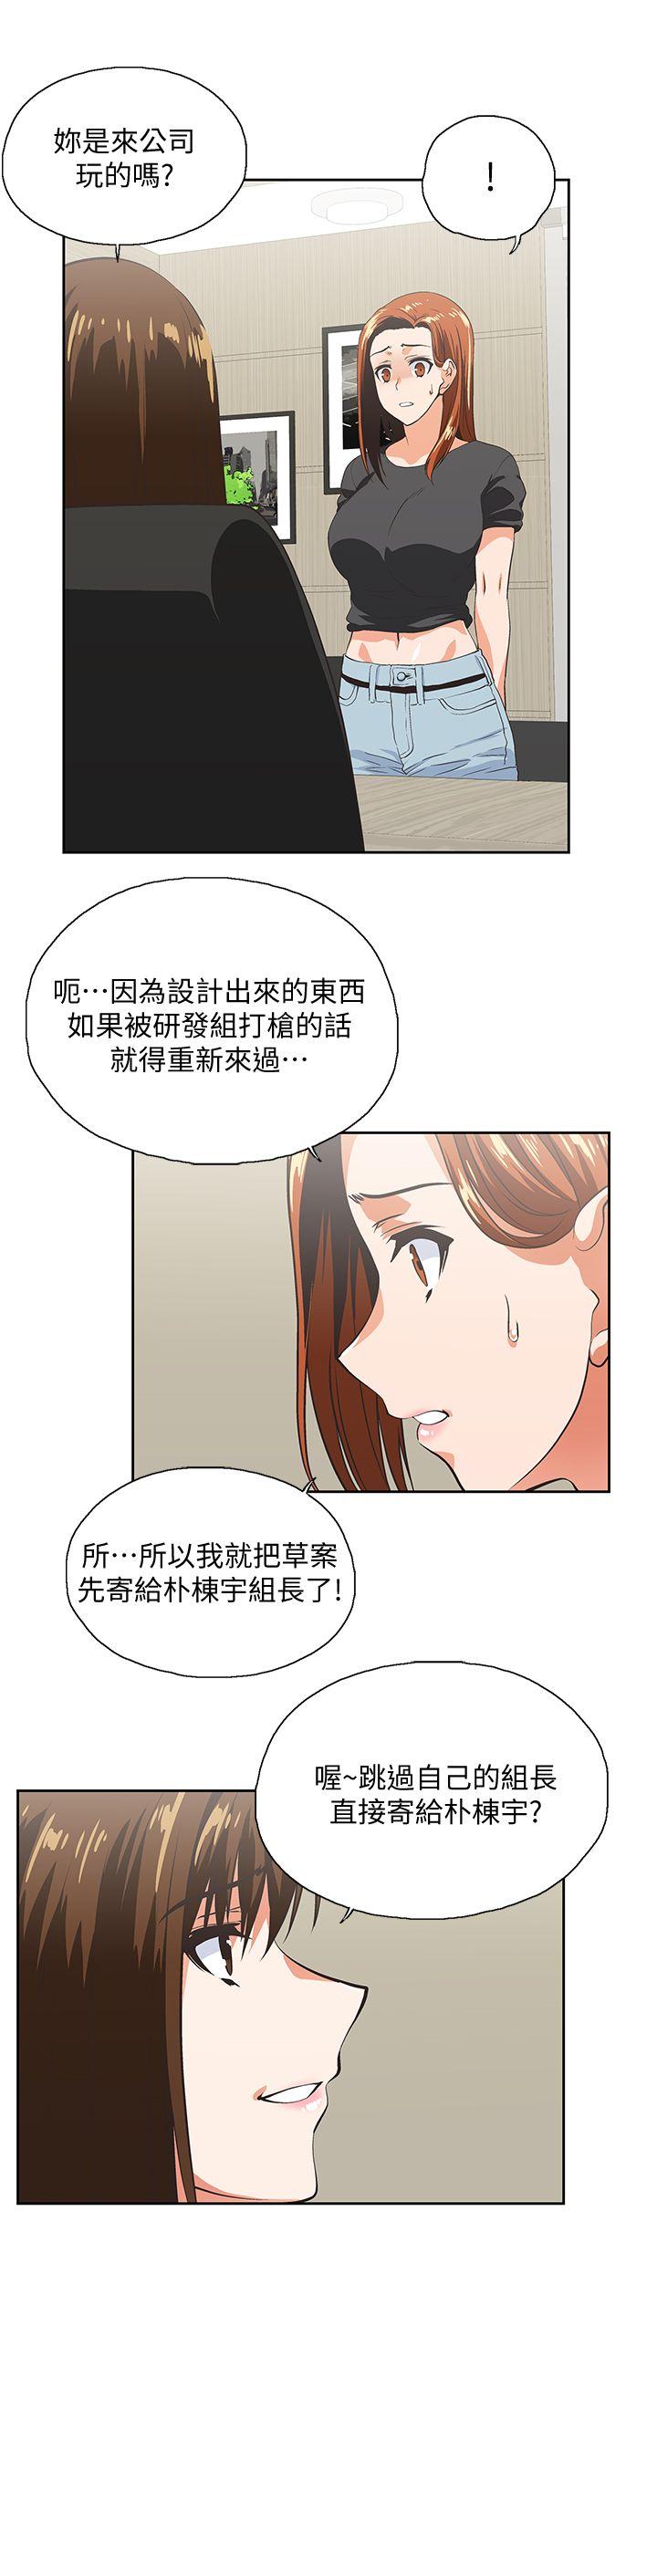 妳是來公司
玩的嗎?
!
呃⋯因為設計出來的東西
如果被研發組打槍的話
就得重新來過⋯
所⋯所以我就把草案
先寄給朴棟宇組長了!
喔~跳過自己的組長
直接寄給朴棟宇?